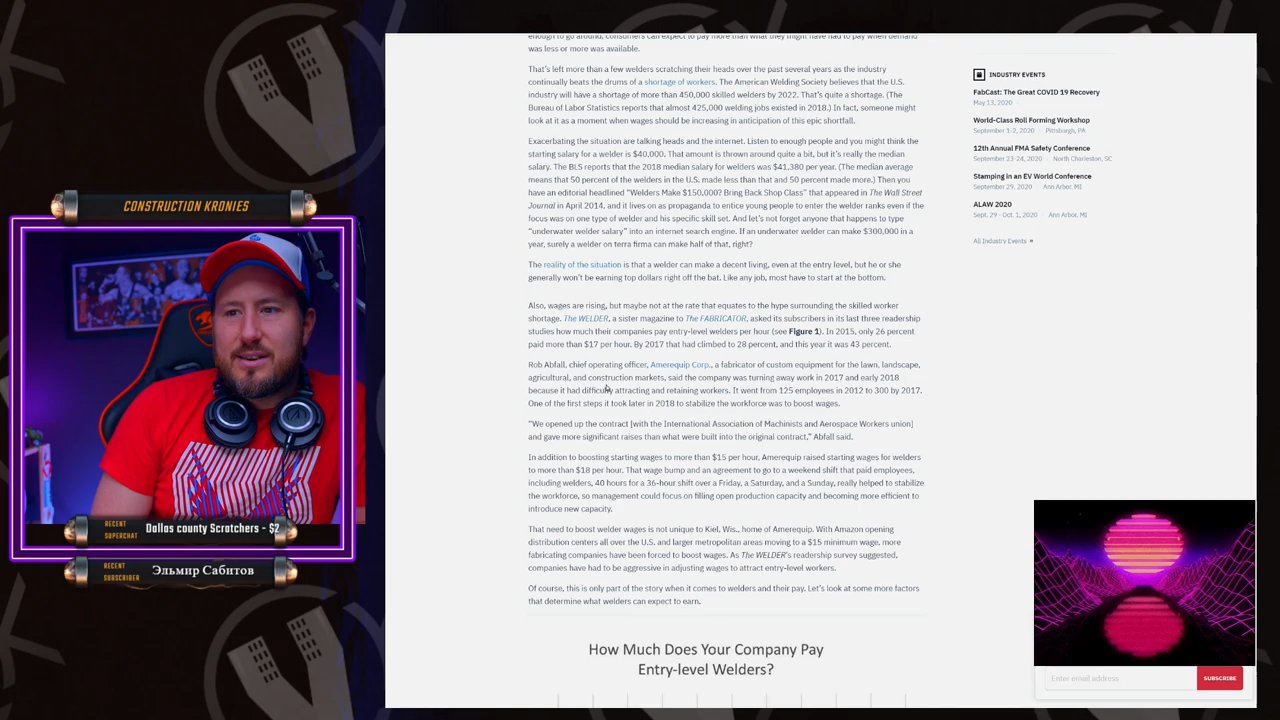 CONSTRUCTION KRONIES
RECENT SUPERCHAT
Dallas county Scratchers - $2
RECENT SUBSCRIBER
Эльмир Сабитов
enough to go around, consumers can expect to pay more than what they might have had to pay when demand
was less or more was available.
That's left more than a few welders scratching their heads over the past several years as the industry
continually beats the drums of a shortage of workers. The American Welding Society believes that the U.S.
industry will have a shortage of more than 450,000 skilled welders by 2022. That's quite a shortage. (The
Bureau of Labor Statistics reports that almost 425,000 welding jobs existed in 2018.) In fact, someone might
look at it as a moment when wages should be increasing in anticipation of this epic shortfall.
Exacerbating the situation are talking heads and the internet. Listen to enough people and you might think the
starting salary for a welder is $40,000. That amount is thrown around quite a bit, but it's really the median
salary. The BLS reports that the 2018 median salary for welders was $41,380 per year. (The median average
means that 50 percent of welders in the U.S. made less than that and 50 percent made more.) Then you
have an editorial headlined "Welders Make $150,000? Bring Back Shop Class" that appeared in The Wall Street
Journal in April 2014, and it lives on as propaganda to entice young people to enter the welder ranks even if the
focus was on one type of welder and his specific skill set. And let's not forget anyone that happens to type
"underwater welder salary" into an internet search engine. If an underwater welder can make $300,000 in a
year, surely a welder on terra firma can make half of that, right?
The reality of the situation is that a welder can make a decent living, even at the entry level, but he or she
generally won't be earning top dollars right off the bat. Like any job, most have to start at the bottom.
Also, wages are rising, but maybe not at the rate that equates to the hype surrounding the skilled worker
shortage. The WELDER, a sister magazine to The FABRICATOR, asked its subscribers in its last three readership
studies how much their companies pay entry-level welders per hour (see Figure 1). In 2015, only 26 percent
paid more than $17 per hour. By 2017 that had climbed to 28 percent, and this year it was 43 percent.
Rob Abfall, chief operating officer, Amerequip Corp., a fabricator of custom equipment for the lawn, landscape,
agricultural, and construction markets, said the company was turning away work in 2017 and early 2018
because it had difficulty attracting and retaining workers. It went from 125 employees in 2012 to 300 by 2017.
One of the first steps it took later in 2018 to stabilize the workforce was to boost wages.
"We opened up the contract [with the International Association of Machinists and Aerospace Workers union]
and gave more significant raises than what were built into the original contract," Abfall said.
In addition to boosting starting wages to more than $15 per hour, Amerequip raised starting wages for welders
to more than $18 per hour. That wage bump and an agreement to go to a weekend shift that paid employees,
including welders, 40 hours for a 36-hour shift over a Friday, a Saturday, and a Sunday, really helped to stabilize
the workforce, so management could focus on filling open production capacity and becoming more efficient to
introduce new capacity.
That need to boost welder wages is not unique to Kiel, Wis., home of Amerequip. With Amazon opening
distribution centers all over the U.S. and larger metropolitan areas moving to a $15 minimum wage, more
fabricating companies have been forced to boost wages. As The WELDER's readership survey suggested,
companies have had to be aggressive in adjusting wages to attract entry-level workers.
Of course, this is only part of the story when it comes to welders and their pay. Let's look at some more factors
that determine what welders can expect to earn.
How Much Does Your Company Pay
Entry-level Welders?
INDUSTRY EVENTS
FabCast: The Great COVID 19 Recovery
May 13, 2020
World-Class Roll Forming Workshop
September 1-2, 2020 Pittsburgh, PA
12th Annual FMA Safety Conference
September 23-24, 2020 North Charleston, SC
Stamping in an EV World Conference
September 29, 2020 Ann Arbor, MI
ALAW 2020
Sept. 29 - Oct. 1, 2020 Ann Arbor, MI
All Industry Events »
Enter email address
SUBSCRIBE